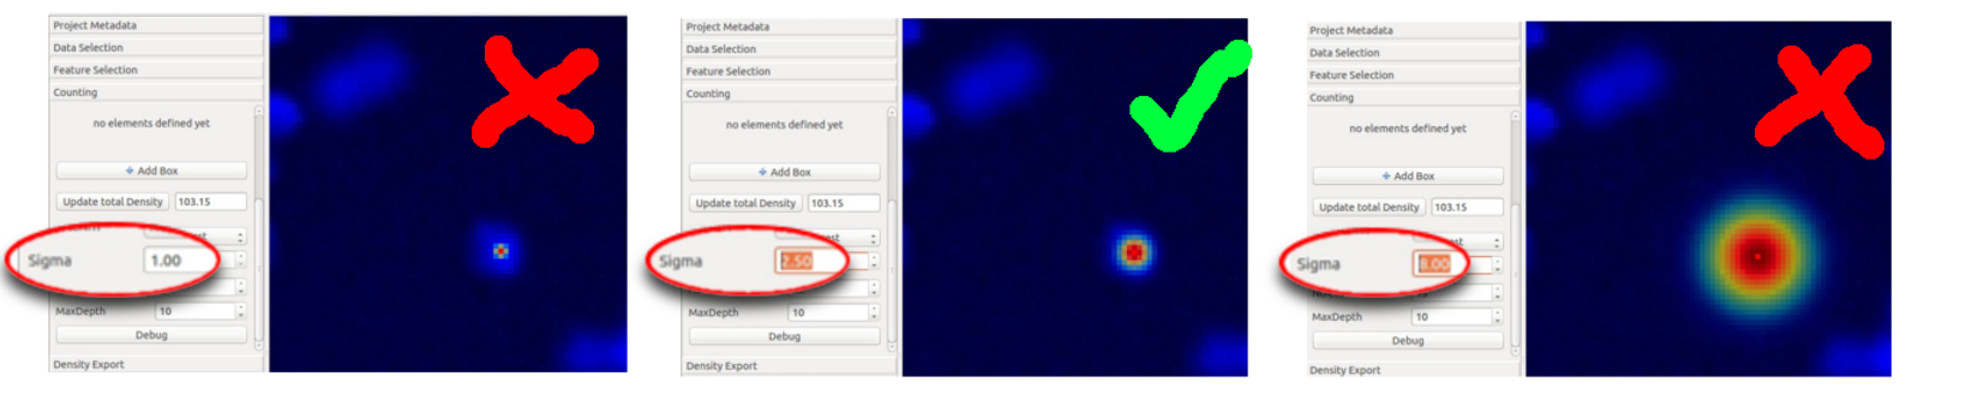 Project Metadata
Data Selection
Feature Selection
Counting
no elements defined yet
Add Box
Update total Density 103.15
Sigma 1.00
MaxDepth 10
Debug
Density Export
Project Metadata
Data Selection
Feature Selection
Counting
no elements defined yet
Add Box
Update total Density 103.15
Sigma 2.50
MaxDepth 10
Debug
Density Export
Project Metadata
Data Selection
Feature Selection
Counting
no elements defined yet
Add Box
Update total Density 103.15
Sigma 8.00
MaxDepth 10
Debug
Density Export